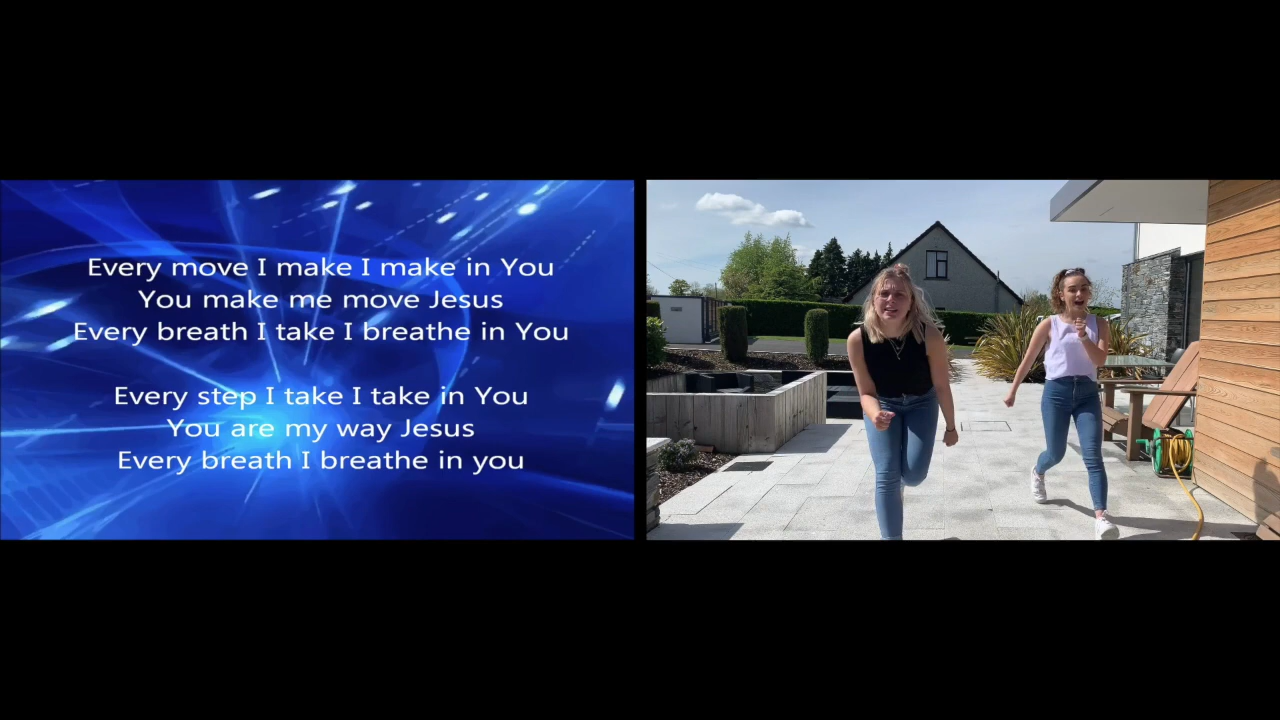 Every move I make I make in You
You make me move Jesus
Every breath I take I breathe in You
Every step I take I take in You
You are my way Jesus
Every breath I breathe in you